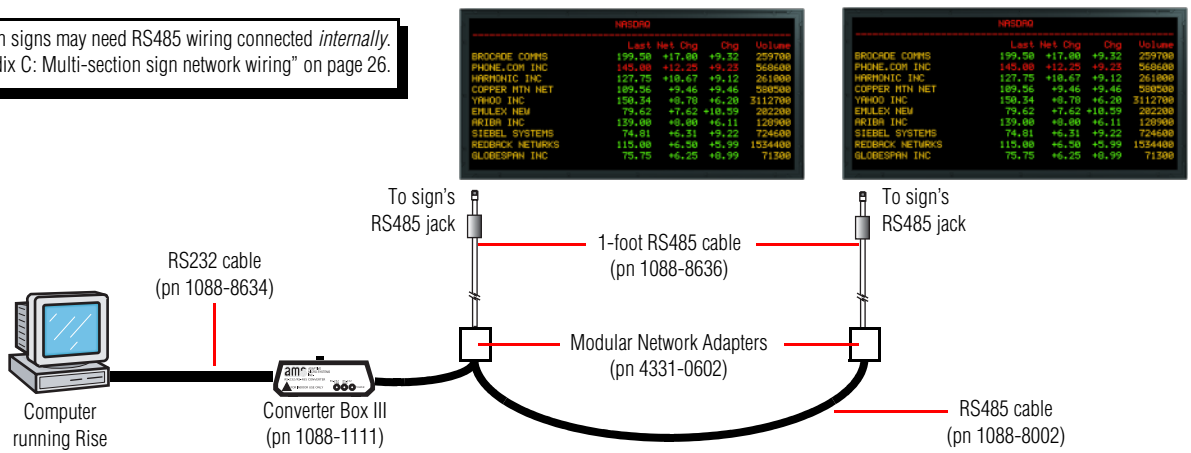 n signs may need RS485 wiring connected internally.
dix C: Multi-section sign network wiring” on page 26.
NASDAQ
Last Net Chg Chg Volume
BROCADE COMMS 199.50 +17.00 +9.32 259700
PHONE.COM INC 145.00 +12.25 +9.23 568600
HARMONIC INC 127.75 +10.67 +9.12 261000
COPPER MTN NET 109.56 +9.46 +9.46 580500
YAHOO INC 150.34 +8.78 +6.20 3112700
EMULEX NEW 79.62 +7.62 +10.59 202200
ARIBA INC 139.00 +8.00 +6.11 128900
SIEBEL SYSTEMS 74.81 +6.31 +9.22 724600
REDBACK NETWRKS 115.00 +6.50 +5.99 1534400
GLOBESPAN INC 75.75 +6.25 +8.99 71300
NASDAQ
Last Net Chg Chg Volume
BROCADE COMMS 199.50 +17.00 +9.32 259700
PHONE.COM INC 145.00 +12.25 +9.23 568600
HARMONIC INC 127.75 +10.67 +9.12 261000
COPPER MTN NET 109.56 +9.46 +9.46 580500
YAHOO INC 150.34 +8.78 +6.20 3112700
EMULEX NEW 79.62 +7.62 +10.59 202200
ARIBA INC 139.00 +8.00 +6.11 128900
SIEBEL SYSTEMS 74.81 +6.31 +9.22 724600
REDBACK NETWRKS 115.00 +6.50 +5.99 1534400
GLOBESPAN INC 75.75 +6.25 +8.99 71300
To sign's
RS485 jack
To sign's
RS485 jack
1-foot RS485 cable
(pn 1088-8636)
RS232 cable
(pn 1088-8634)
Modular Network Adapters
(pn 4331-0602)
ams
Computer
running Rise
Converter Box III
(pn 1088-1111)
RS485 cable
(pn 1088-8002)